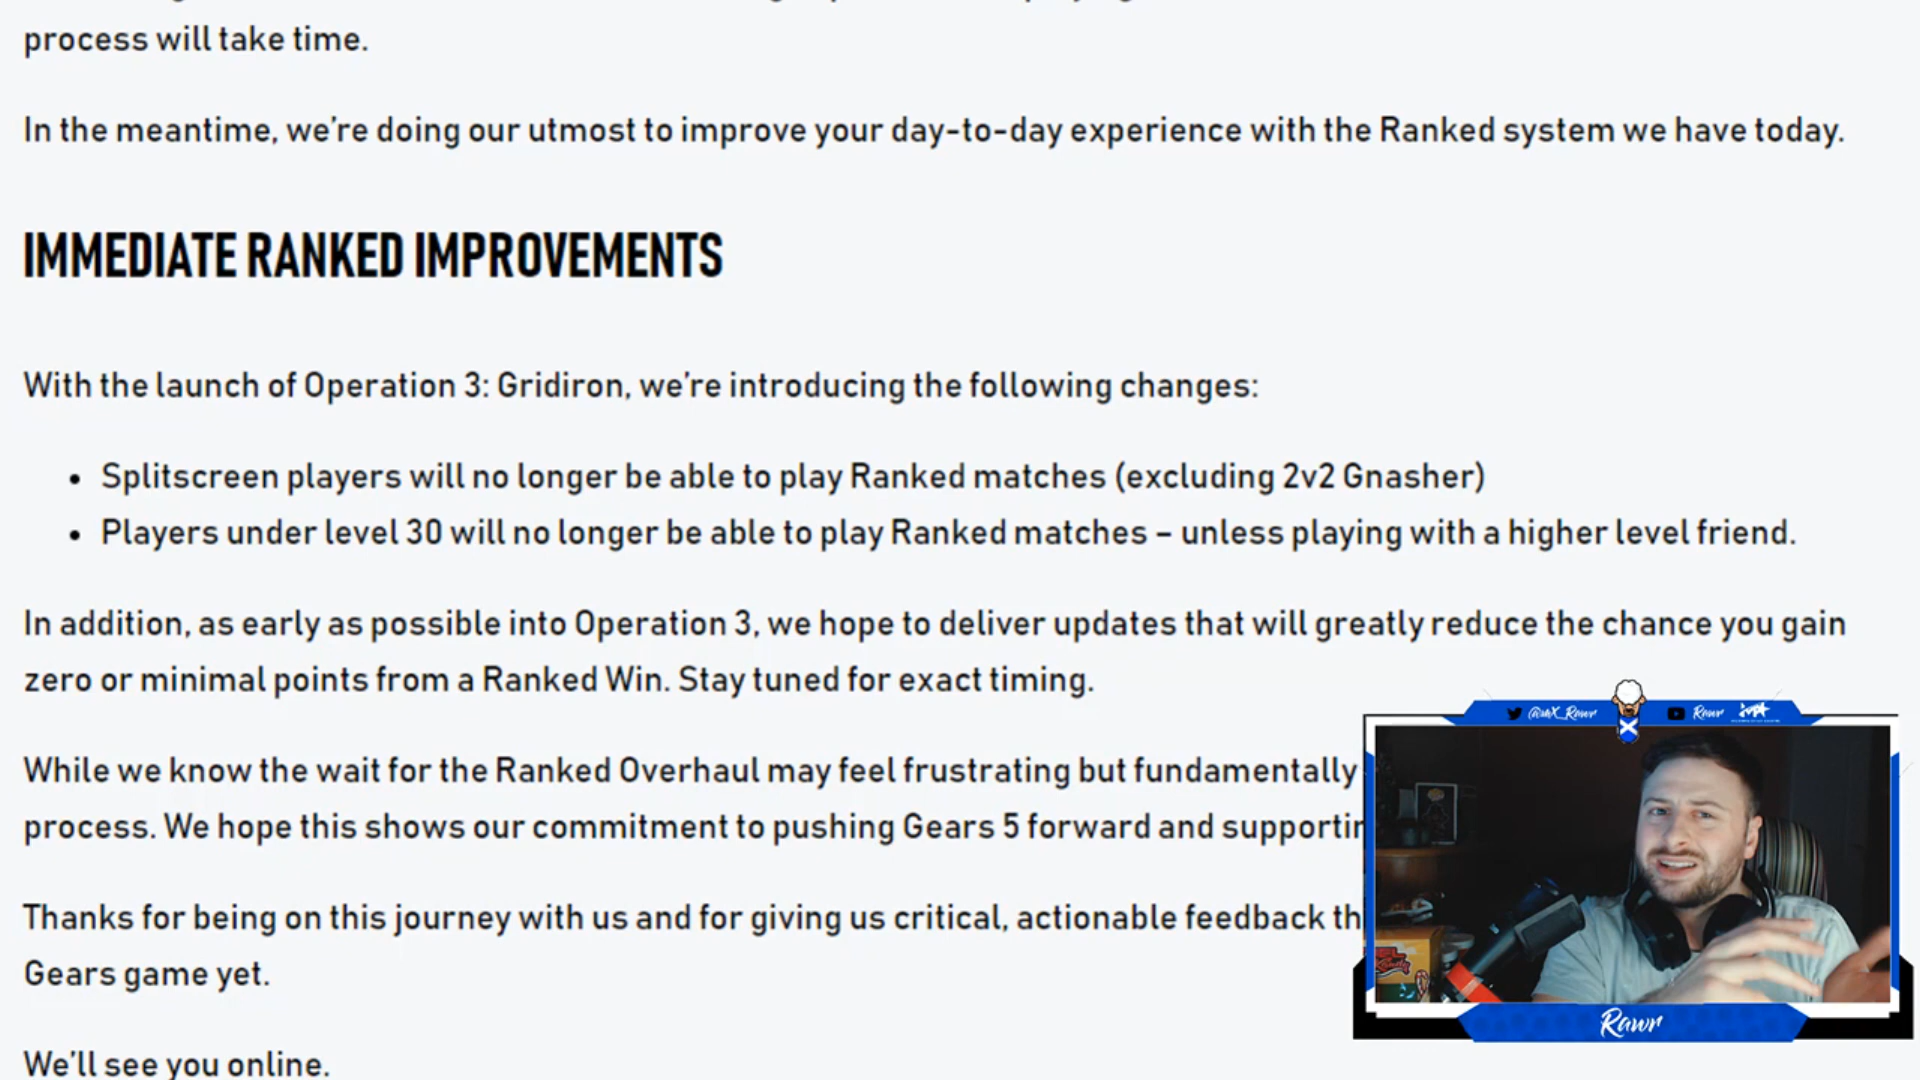 process will take time.
In the meantime, we're doing our utmost to improve your day-to-day experience with the Ranked system we have today.
IMMEDIATE RANKED IMPROVEMENTS
With the launch of Operation 3: Gridiron, we're introducing the following changes:
• Splitscreen players will no longer be able to play Ranked matches (excluding 2v2 Gnasher)
• Players under level 30 will no longer be able to play Ranked matches – unless playing with a higher level friend.
In addition, as early as possible into Operation 3, we hope to deliver updates that will greatly reduce the chance you gain
zero or minimal points from a Ranked Win. Stay tuned for exact timing.
While we know the wait for the Ranked Overhaul may feel frustrating but fundamentally
process. We hope this shows our commitment to pushing Gears 5 forward and supportin
Thanks for being on this journey with us and for giving us critical, actionable feedback th
Gears game yet.
We'll see you online.
Rawr
Rawr